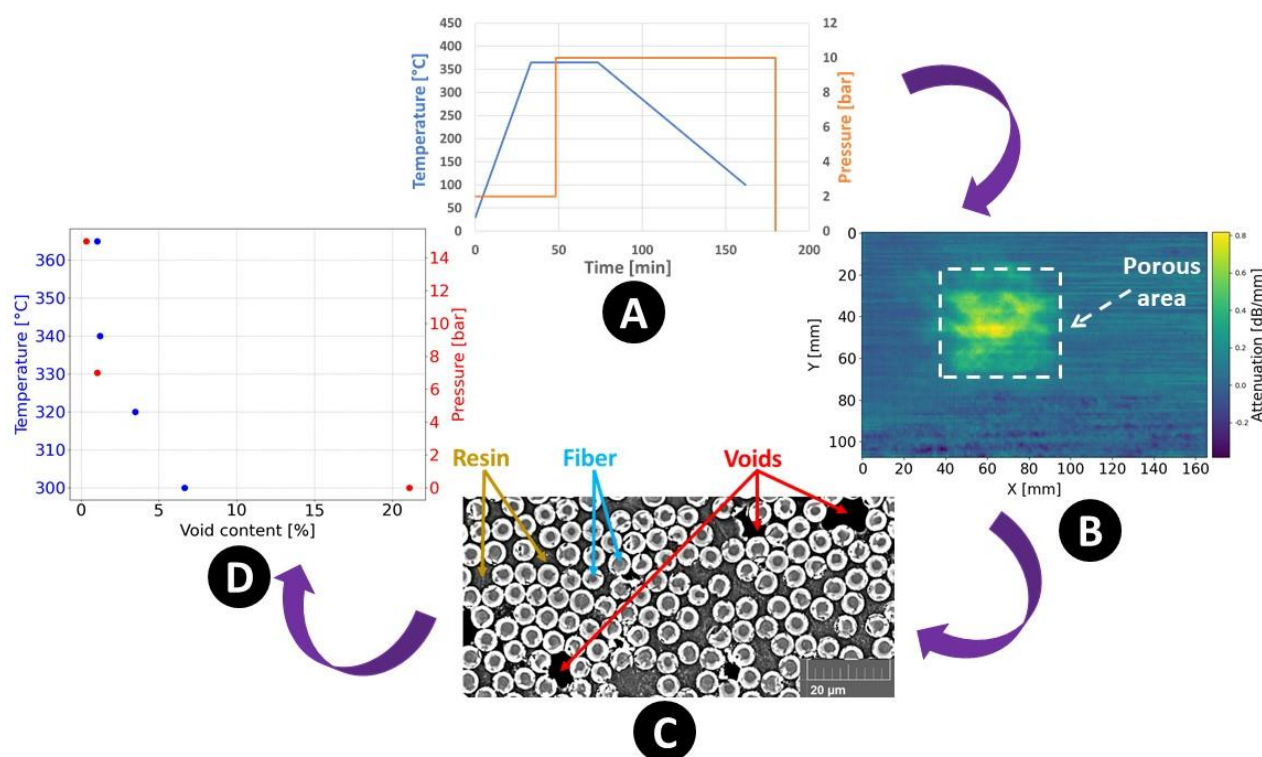 450
400
350
300
250
200
150
100
50
0
Temperature [°C]
12
10
8
6
4
2
0
Pressure [bar]
0 50 100 150 200
Time [min]
A
0
20
40
60
80
100
Y [mm]
0 20 40 60 80 100 120 140 160
X [mm]
Porous
area
0.8
0.6
0.4
0.2
0.0
-0.2
Attenuation [dB/mm]
B
Resin Fiber Voids
20 µm
C
360
350
340
330
320
310
300
Temperature [°C]
14
12
10
8
6
4
2
0
Pressure [bar]
0 5 10 15 20
Void content [%]
D